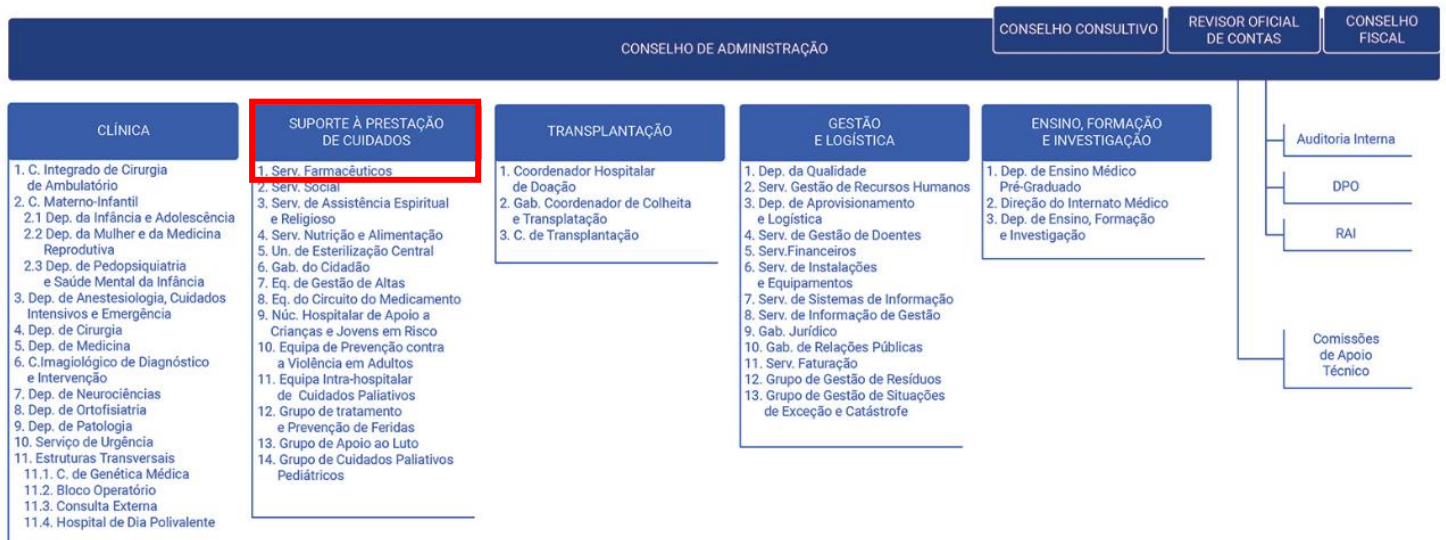 CONSELHO DE ADMINISTRAÇÃO
CONSELHO CONSULTIVO
REVISOR OFICIAL
DE CONTAS
CONSELHO
FISCAL
CLÍNICA
1. C. Integrado de Cirurgia
de Ambulatório
2. C. Materno-Infantil
2.1 Dep. da Infância e Adolescência
2.2 Dep. da Mulher e da Medicina
Reprodutiva
2.3 Dep. de Pedopsiquiatria
e Saúde Mental da Infância
3. Dep. de Anestesiologia, Cuidados
Intensivos e Emergência
4. Dep. de Cirurgia
5. Dep. de Medicina
6. C.Imagiológico de Diagnóstico
e Intervenção
7. Dep. de Neurociências
8. Dep. de Ortofisiatria
9. Dep. de Patologia
10. Serviço de Urgência
11. Estruturas Transversais
11.1. C. de Genética Médica
11.2. Bloco Operatório
11.3. Consulta Externa
11.4. Hospital de Dia Polivalente
SUPORTE À PRESTAÇÃO
DE CUIDADOS
1. Serv. Farmacêuticos
2. Serv. Social
3. Serv. de Assistência Espiritual
e Religioso
4. Serv. Nutrição e Alimentação
5. Un. de Esterilização Central
6. Gab. do Cidadão
7. Eq. de Gestão de Altas
8. Eq. do Circuito do Medicamento
9. Núc. Hospitalar de Apoio a
Crianças e Jovens em Risco
10. Equipa de Prevenção contra
a Violência em Adultos
11. Equipa Intra-hospitalar
de Cuidados Paliativos
12. Grupo de tratamento
e Prevenção de Feridas
13. Grupo de Apoio ao Luto
14. Grupo de Cuidados Paliativos
Pediátricos
TRANSPLANTAÇÃO
1. Coordenador Hospitalar
de Doação
2. Gab. Coordenador de Colheita
e Transplatação
3. C. de Transplantação
GESTÃO
E LOGÍSTICA
1. Dep. da Qualidade
2. Serv. Gestão de Recursos Humanos
3. Dep. de Aprovisionamento
e Logística
4. Serv. de Gestão de Doentes
5. Serv.Financeiros
6. Serv. de Instalações
e Equipamentos
7. Serv. de Sistemas de Informação
8. Serv. de Informação de Gestão
9. Gab. Jurídico
10. Gab. de Relações Públicas
11. Serv. Faturação
12. Grupo de Gestão de Resíduos
13. Grupo de Gestão de Situações
de Exceção e Catástrofe
ENSINO, FORMAÇÃO
E INVESTIGAÇÃO
1. Dep. de Ensino Médico
Pré-Graduado
2. Direção do Internato Médico
3. Dep. de Ensino, Formação
e Investigação
Auditoria Interna
DPO
RAI
Comissões
de Apoio
Técnico